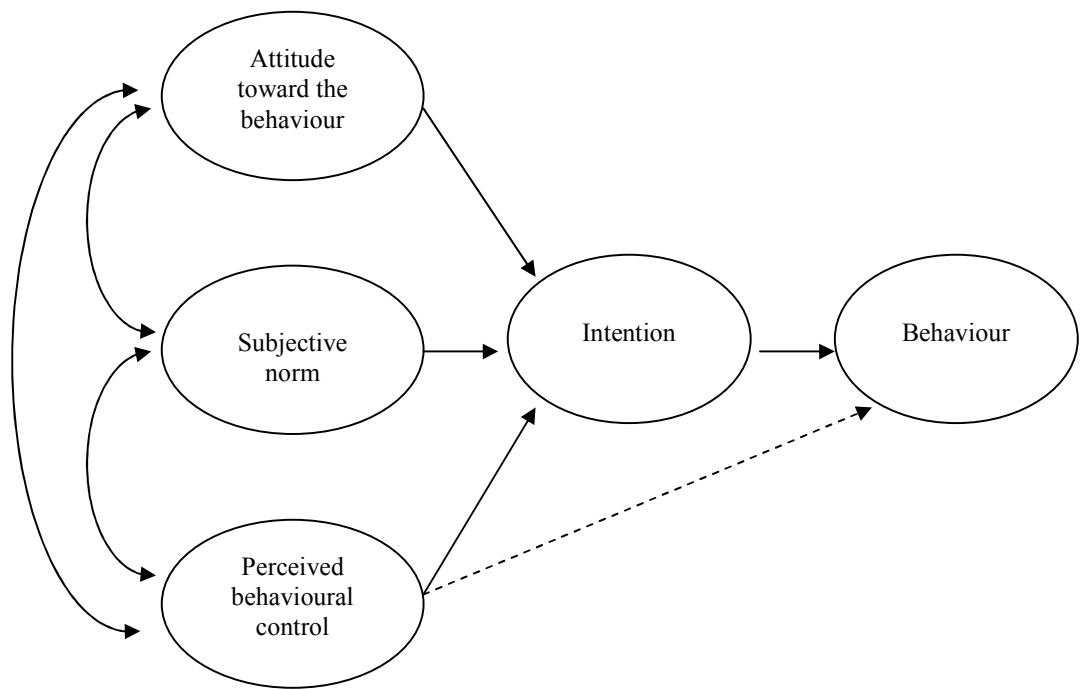 Attitude
toward the
behaviour
Subjective
norm
Perceived
behavioural
control
Intention
Behaviour